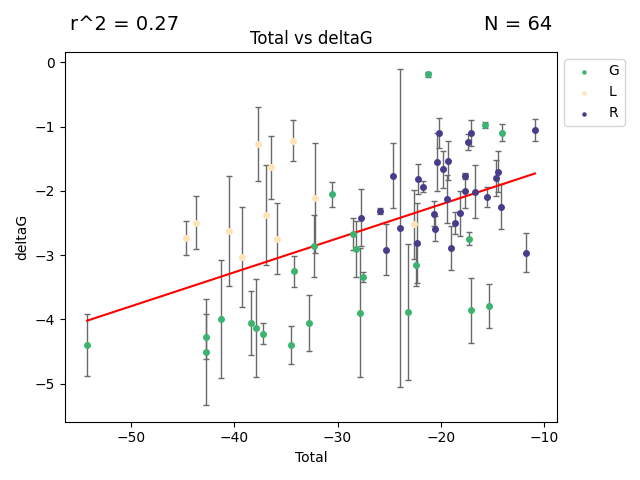 r^2 = 0.27
N = 64
Total vs deltaG
G
L
R
0
−1
−2
−3
−4
−5
deltaG
−50
−40
−30
−20
−10
Total